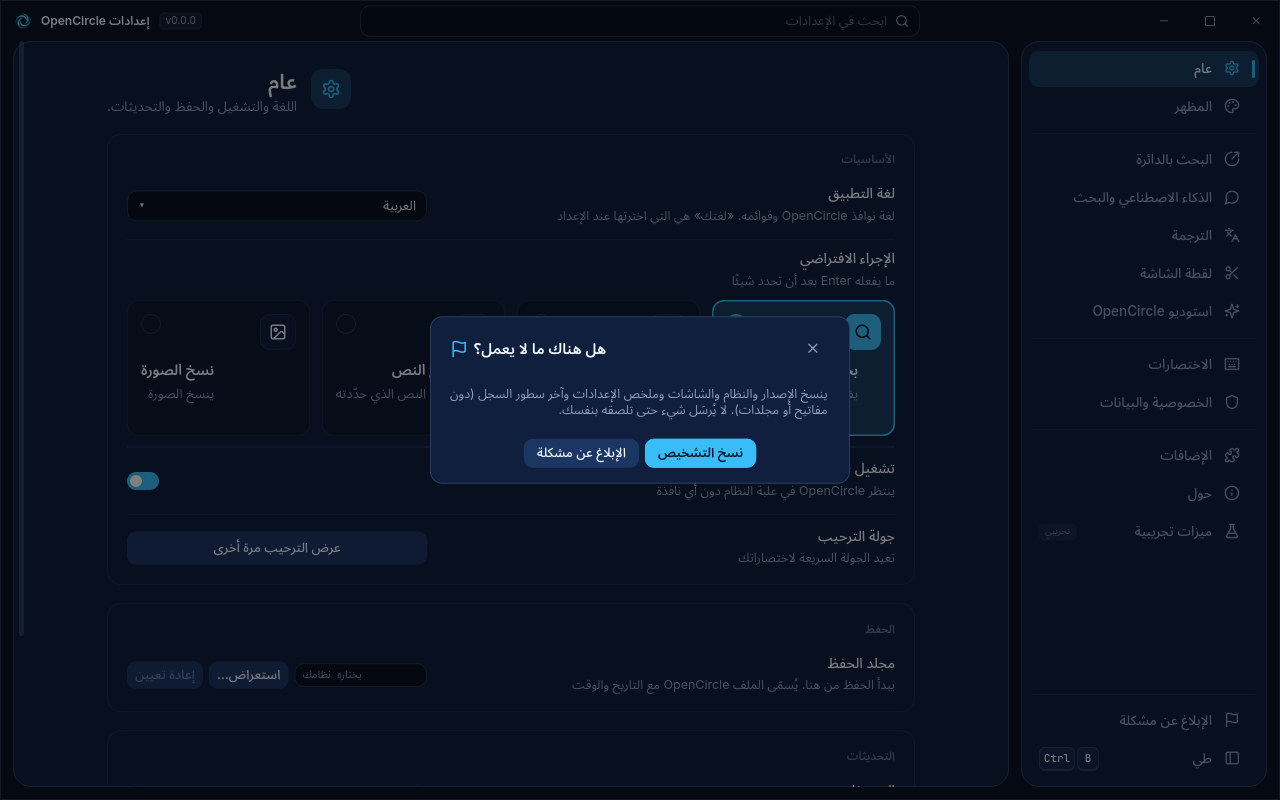 إعدادات OpenCircle
v0.0.0
ابحث في الإعدادات
عام
المظهر
البحث بالدائرة
الذكاء الاصطناعي والبحث
الترجمة
لقطة الشاشة
استوديو OpenCircle
الاختصارات
الخصوصية والبيانات
الإضافات
حول
ميزات تجريبية
تجريبي
الإبلاغ عن مشكلة
طي
Ctrl B
عام
اللغة والتشغيل والحفظ والتحديثات.
الأساسيات
لغة التطبيق
لغة نوافذ OpenCircle وقوائمه. «لغتك» هي التي اخترتها عند الإعداد
العربية
الإجراء الافتراضي
ما يفعله Enter بعد أن تحدد شيئًا
النص
النص الذي حدّدته
نسخ الصورة
ينسخ الصورة
هل هناك ما لا يعمل؟
ينسخ الإصدار والنظام والشاشات وملخص الإعدادات وآخر سطور السجل (دون
مفاتيح أو مجلدات). لا يُرسَل شيء حتى تلصقه بنفسك.
نسخ التشخيص
الإبلاغ عن مشكلة
تشغيل
ينتظر OpenCircle في علبة النظام دون أي نافذة
جولة الترحيب
تعيد الجولة السريعة لاختصاراتك
عرض الترحيب مرة أخرى
الحفظ
مجلد الحفظ
يبدأ الحفظ من هنا. يُسمّى الملف OpenCircle مع التاريخ والوقت
يختاره نظامك
استعراض...
إعادة تعيين
التحديثات